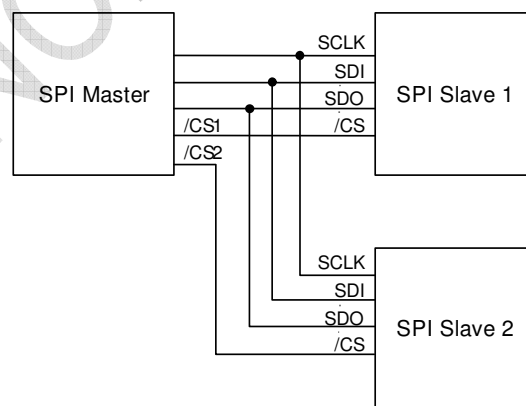 SPI Master
/CS1
/CS2
SCLK
SDI
SDO
/CS
SPI Slave 1
SCLK
SDI
SDO
/CS
SPI Slave 2